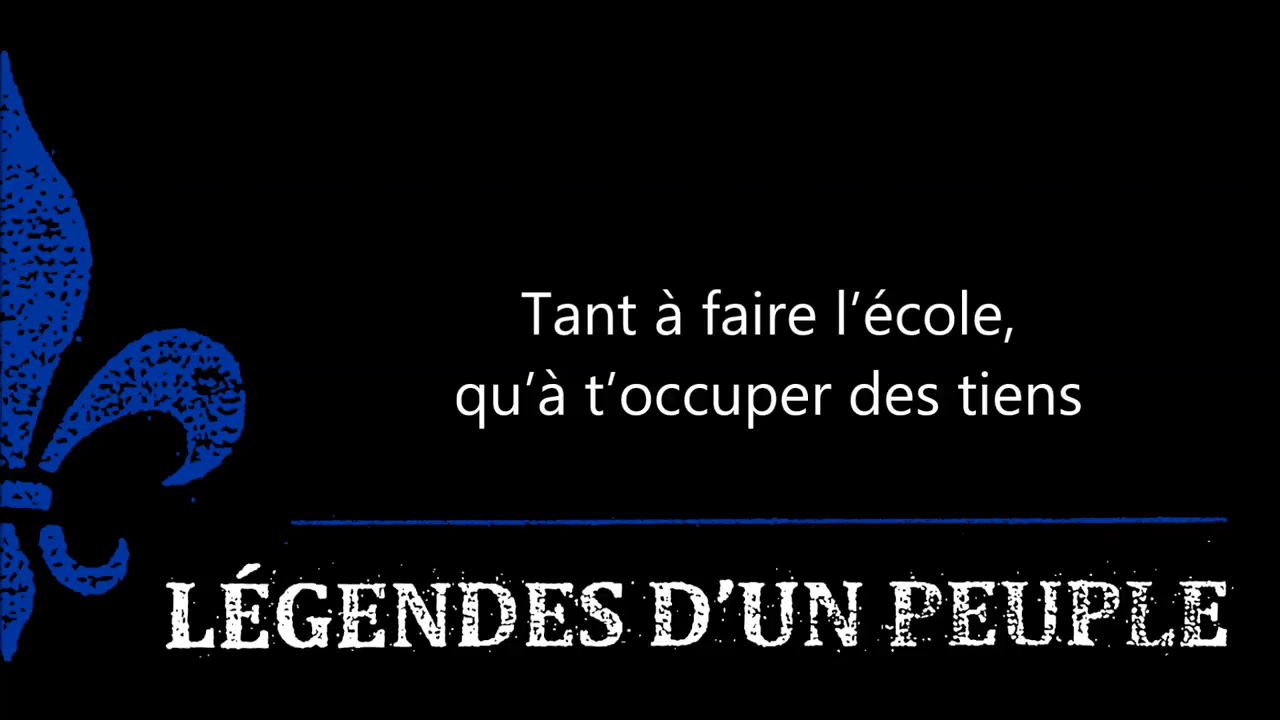 Tant à faire l’école,
qu’à t’occuper des tiens
LÉGENDES D’UN PEUPLE